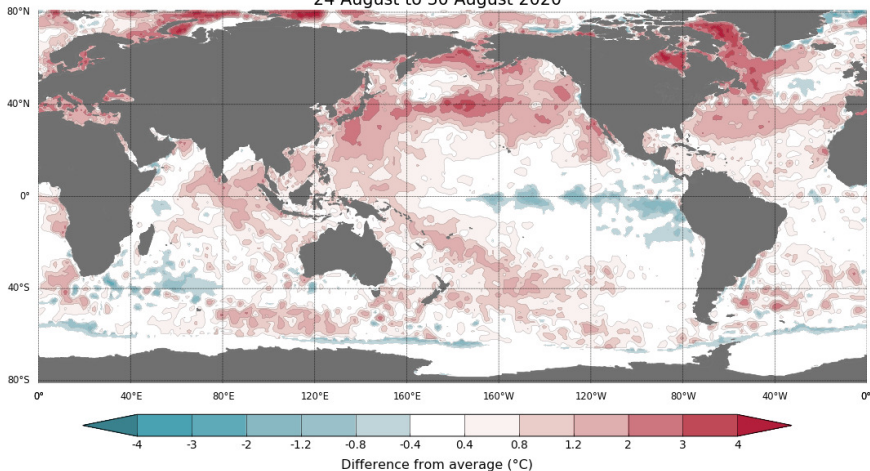 24 August to 30 August 2020
80°N
40°N
0°
40°S
80°S
0° 40°E 80°E 120°E 160°E 160°W 120°W 80°W 40°W 0°
-4 -3 -2 -1.2 -0.8 -0.4 0.4 0.8 1.2 2 3 4
Difference from average (°C)